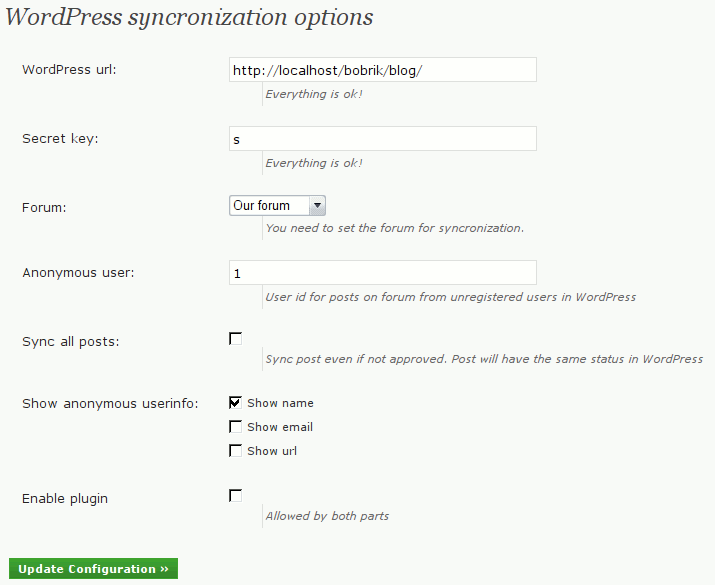 WordPress syncronization options
WordPress url: http://localhost/bobrik/blog/
Everything is ok!
Secret key: s
Everything is ok!
Forum: Our forum
You need to set the forum for syncronization.
Anonymous user: 1
User id for posts on forum from unregistered users in WordPress
Sync all posts:
Sync post even if not approved. Post will have the same status in WordPress
Show anonymous userinfo: Show name
Show email
Show url
Enable plugin
Allowed by both parts
Update Configuration »